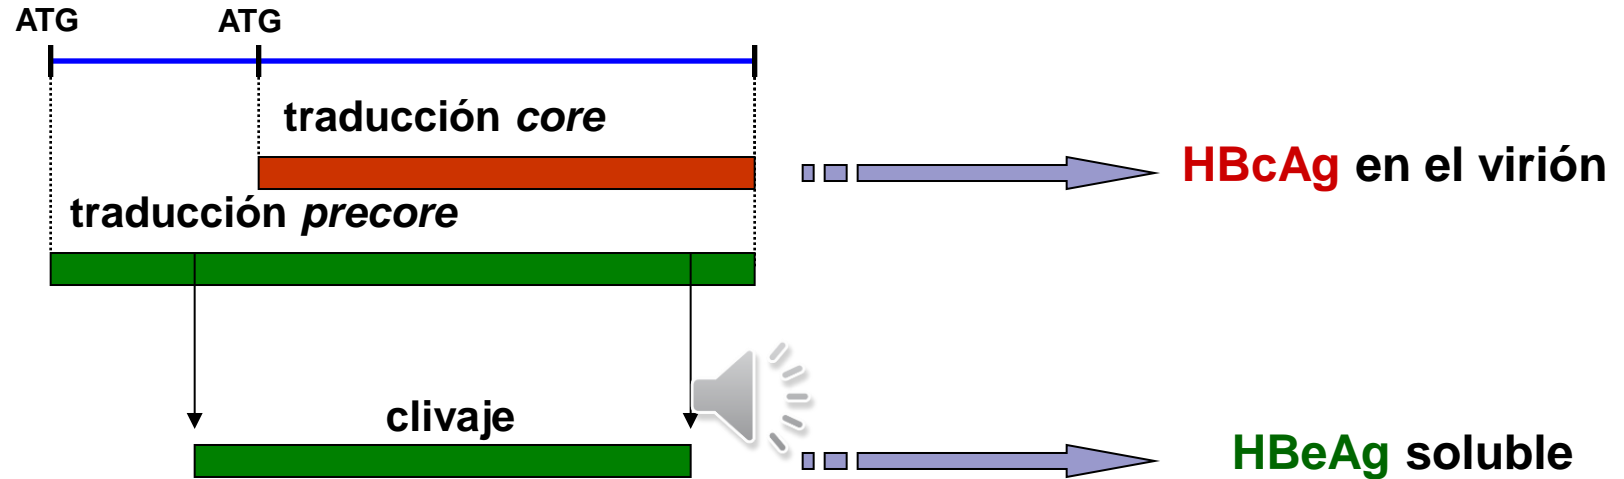 ATG ATG
traducción core
HBcAg en el virión
traducción precore
clivaje
HBeAg soluble